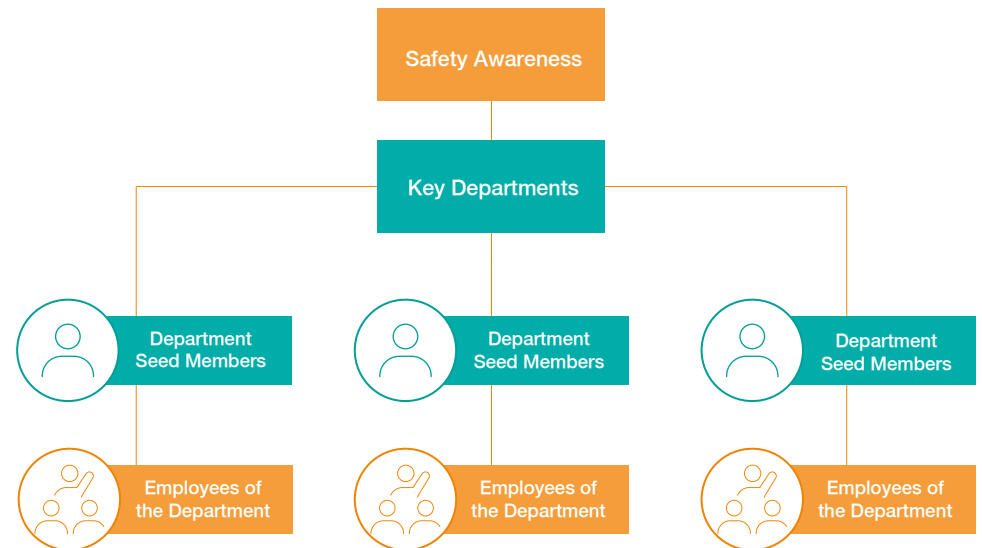 Safety Awareness
Key Departments
Department
Seed Members
Department
Seed Members
Department
Seed Members
Employees of
the Department
Employees of
the Department
Employees of
the Department